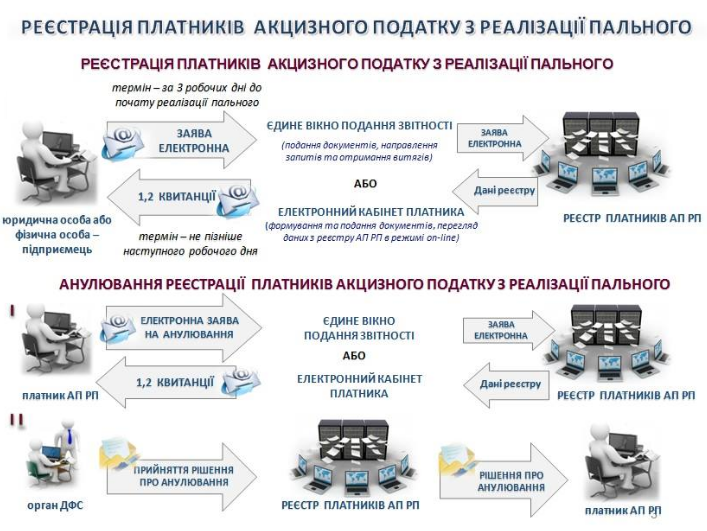 РЕЄСТРАЦІЯ ПЛАТНИКІВ АКЦИЗНОГО ПОДАТКУ З РЕАЛІЗАЦІЇ ПАЛЬНОГО
РЕЄСТРАЦІЯ ПЛАТНИКІВ АКЦИЗНОГО ПОДАТКУ З РЕАЛІЗАЦІЇ ПАЛЬНОГО
термін – за 3 робочих дні до
почату реалізації пального
ЗАЯВА
ЕЛЕКТРОННА
ЄДИНЕ ВІКНО ПОДАННЯ ЗВІТНОСТІ
(подання документів, направлення
запитів та отримання витягів)
ЗАЯВА
ЕЛЕКТРОННА
АБО
1,2 КВИТАНЦІЇ
Дані реєстру
ЕЛЕКТРОННИЙ КАБІНЕТ ПЛАТНИКА
(формування та подання документів, перегляд
даних з реєстру АП РП в режимі on-line)
юридична особа або
фізична особа –
підприємець
термін – не пізніше
наступного робочого дня
РЕЄСТР ПЛАТНИКІВ АП РП
АНУЛЮВАННЯ РЕЄСТРАЦІЇ ПЛАТНИКІВ АКЦИЗНОГО ПОДАТКУ З РЕАЛІЗАЦІЇ ПАЛЬНОГО
I
ЕЛЕКТРОННА ЗАЯВА
НА АНУЛЮВАННЯ
ЄДИНЕ ВІКНО
ПОДАННЯ ЗВІТНОСТІ
ЗАЯВА
ЕЛЕКТРОННА
АБО
1,2 КВИТАНЦІЇ
ЕЛЕКТРОННИЙ КАБІНЕТ
ПЛАТНИКА
Дані реєстру
платник АП РП
РЕЄСТР ПЛАТНИКІВ АП РП
II
ПРИЙНЯТТЯ РІШЕННЯ
ПРО АНУЛЮВАННЯ
РІШЕННЯ ПРО
АНУЛЮВАННЯ
орган ДФС
РЕЄСТР ПЛАТНИКІВ АП РП
платник АП РП